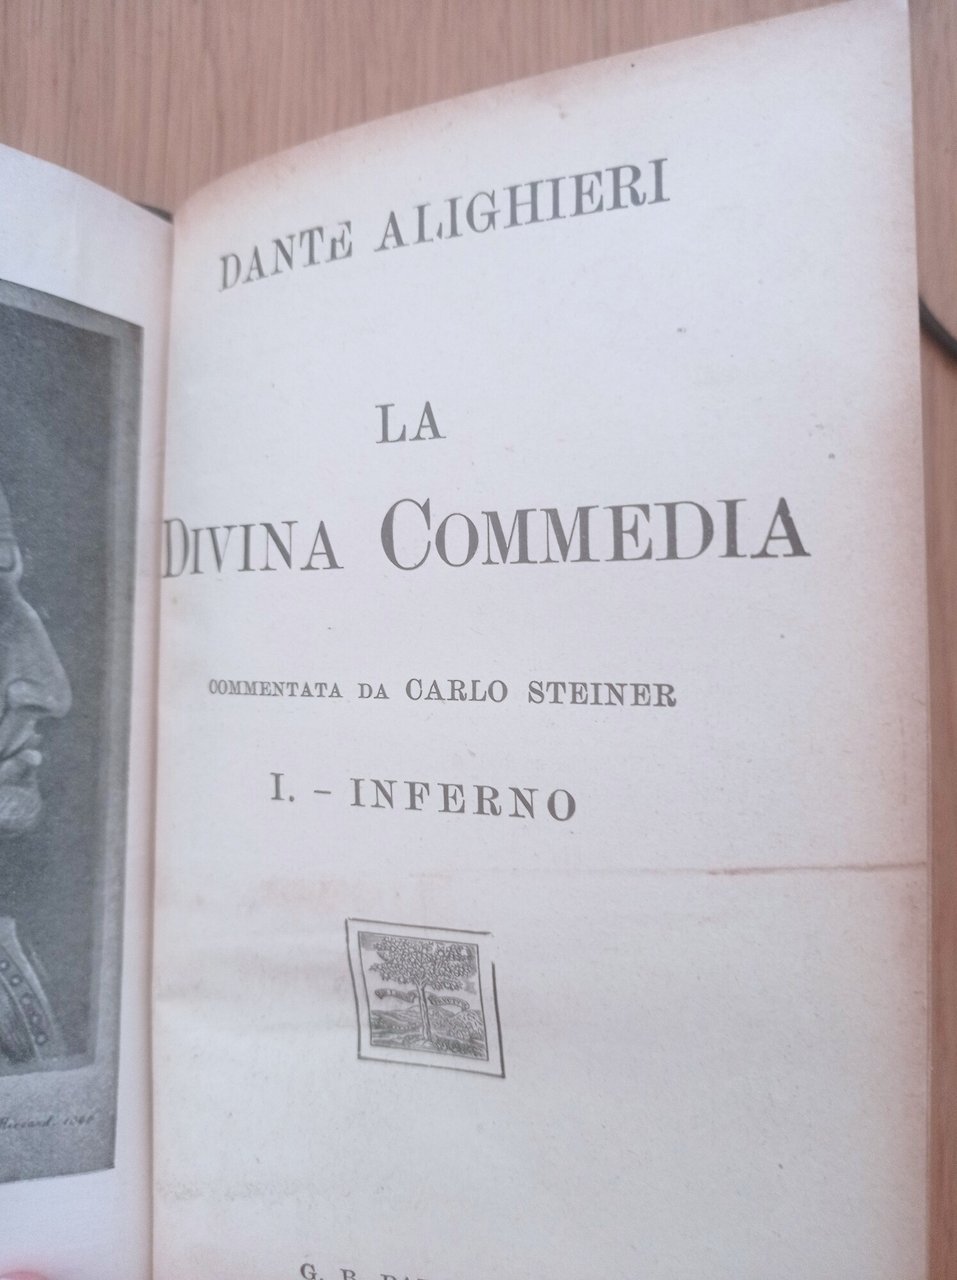 DANTE ALIGHIERI
LA
DIVINA COMMEDIA
COMMENTATA DA CARLO STEINER
I. - INFERNO
G. B.